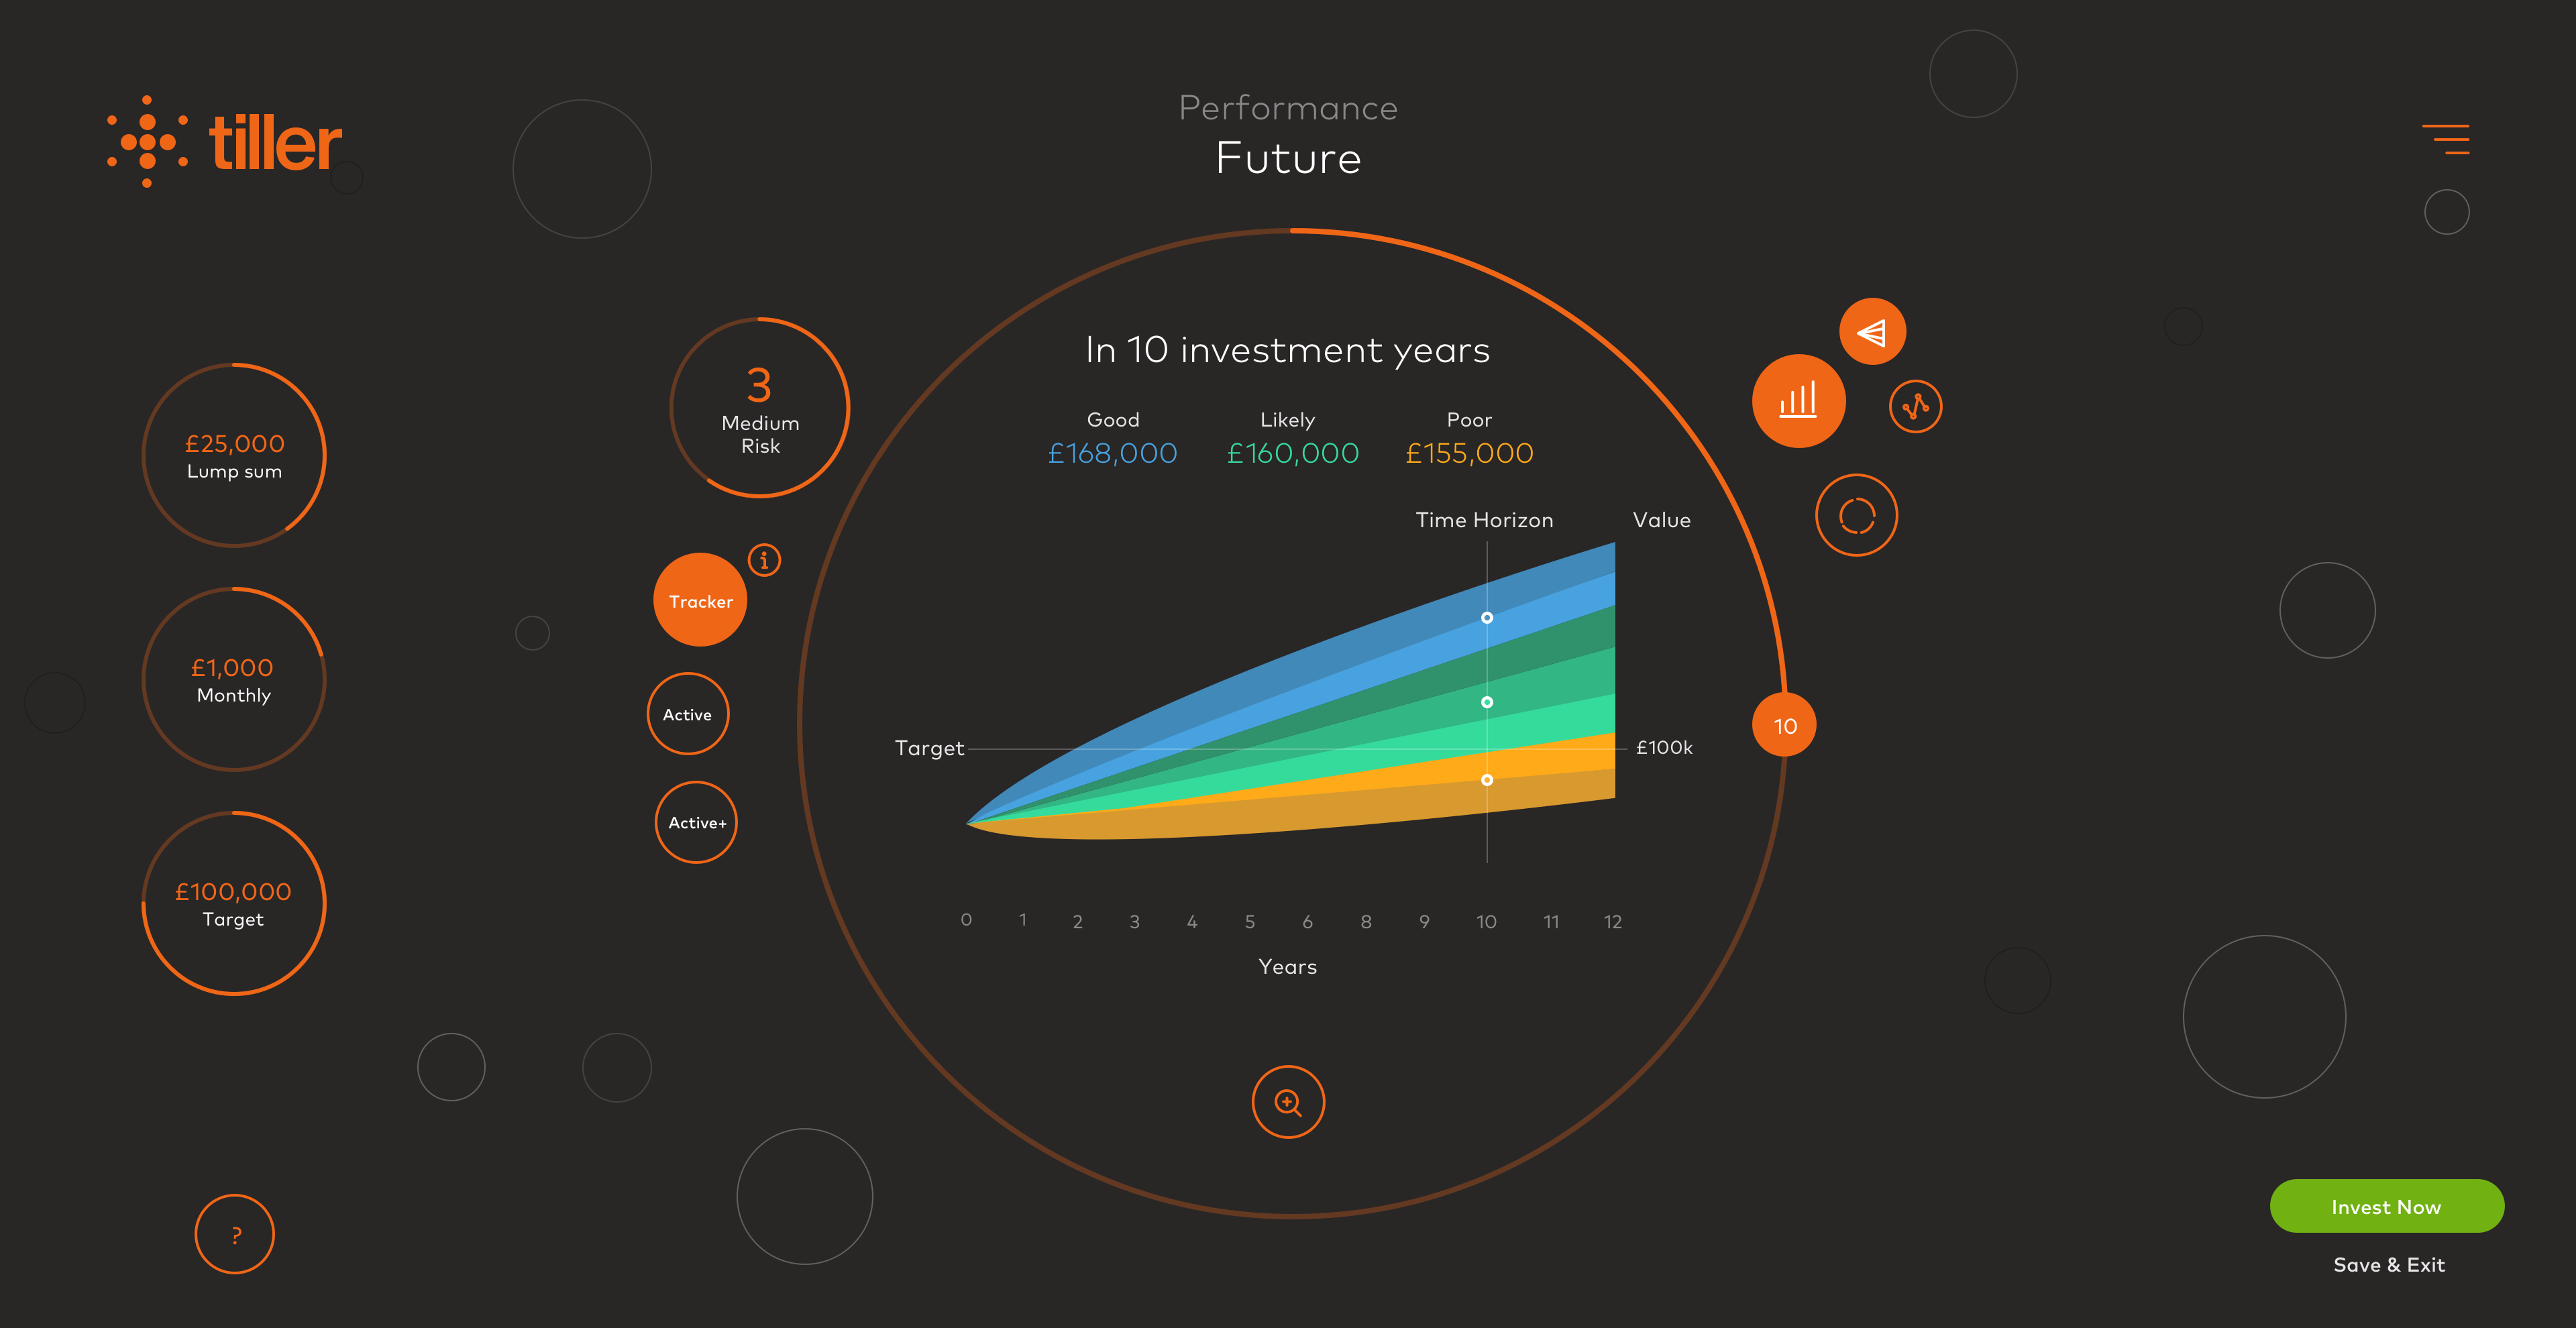 tiller
Performance
Future
£25,000
Lump sum
£1,000
Monthly
£100,000
Target
?
3
Medium
Risk
Tracker
i
Active
Active+
In 10 investment years
Good Likely Poor
£168,000 £160,000 £155,000
Time Horizon Value
Target £100k
0 1 2 3 4 5 6 8 9 10 11 12
Years
10
Invest Now
Save & Exit